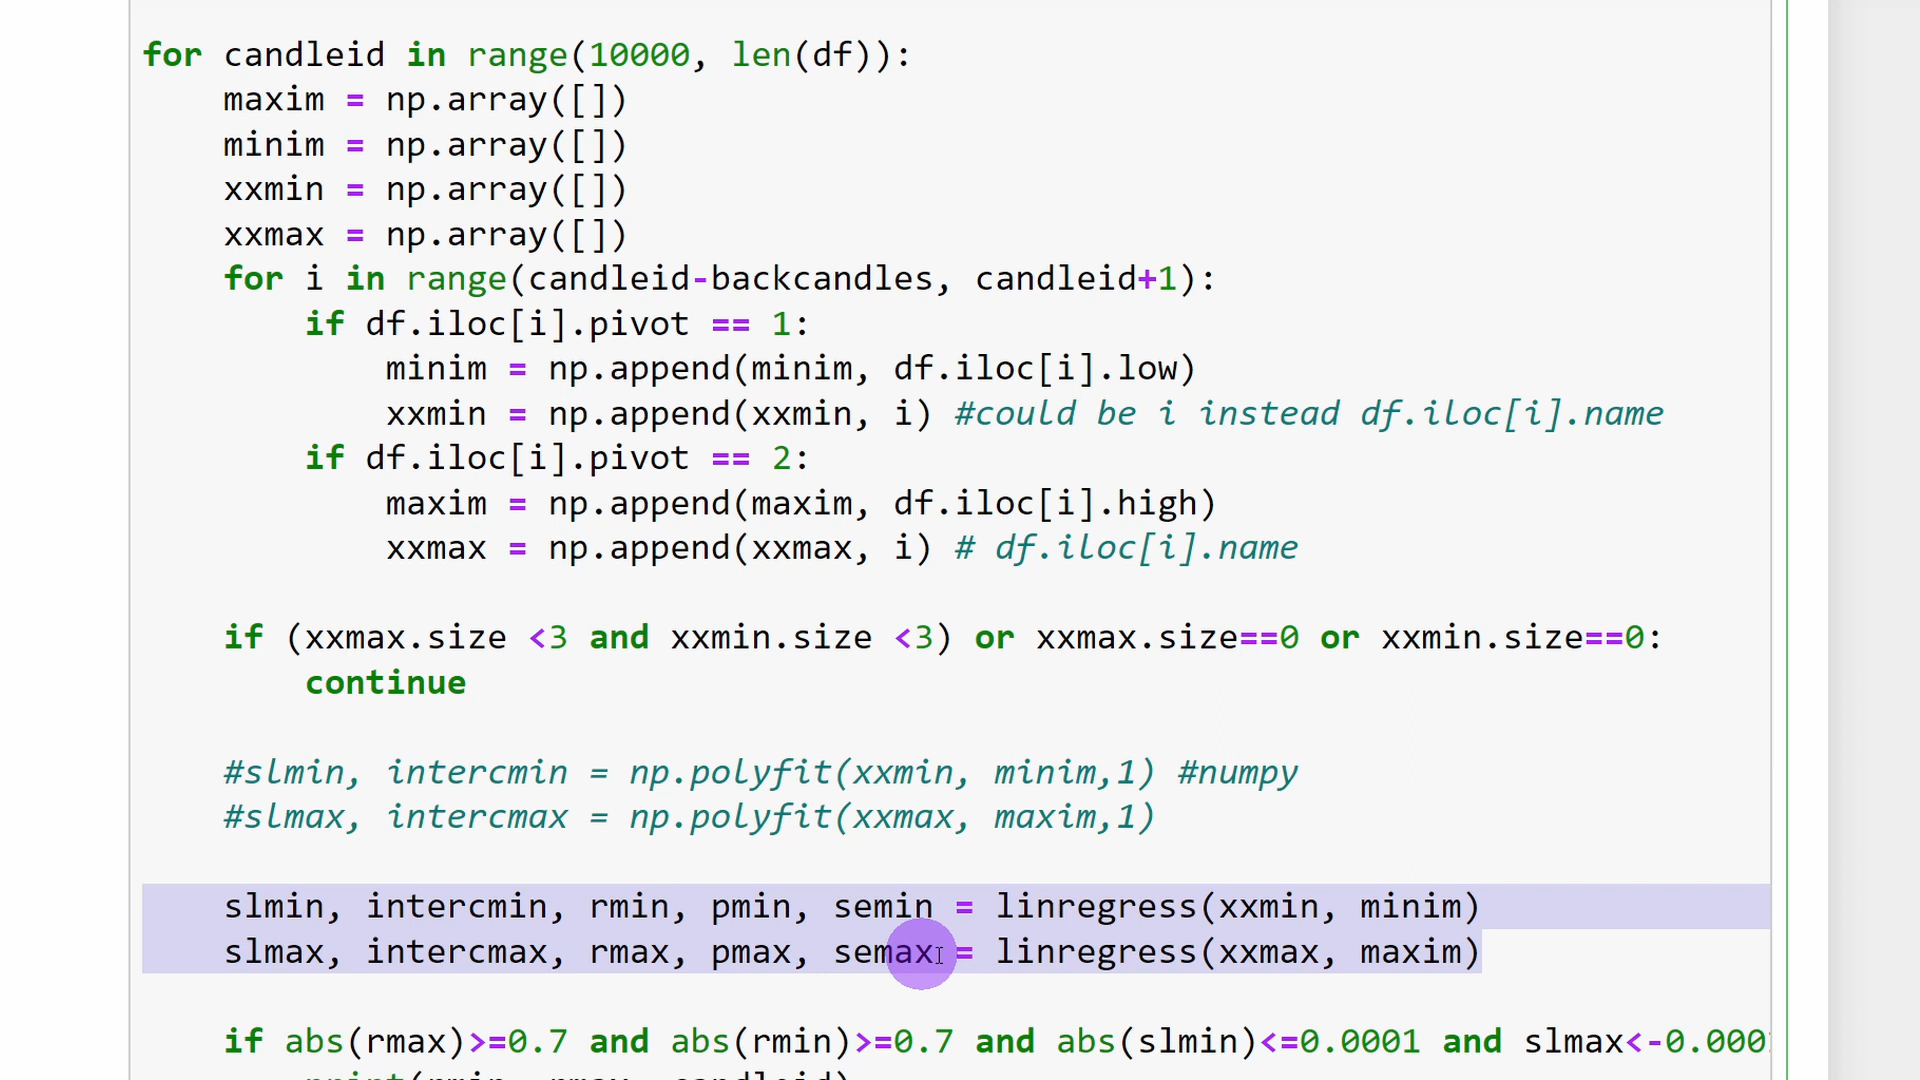 for candleid in range(10000, len(df)):
    maxim = np.array([])
    minim = np.array([])
    xxmin = np.array([])
    xxmax = np.array([])
    for i in range(candleid-backcandles, candleid+1):
        if df.iloc[i].pivot == 1:
            minim = np.append(minim, df.iloc[i].low)
            xxmin = np.append(xxmin, i) #could be i instead df.iloc[i].name
        if df.iloc[i].pivot == 2:
            maxim = np.append(maxim, df.iloc[i].high)
            xxmax = np.append(xxmax, i) # df.iloc[i].name
    if (xxmax.size <3 and xxmin.size <3) or xxmax.size==0 or xxmin.size==0:
        continue
    #slmin, intercmin = np.polyfit(xxmin, minim,1) #numpy
    #slmax, intercmax = np.polyfit(xxmax, maxim,1)
    slmin, intercmin, rmin, pmin, semin = linregress(xxmin, minim)
    slmax, intercmax, rmax, pmax, semax = linregress(xxmax, maxim)
    if abs(rmax)>=0.7 and abs(rmin)>=0.7 and abs(slmin)<=0.0001 and slmax<-0.000
        print(rmin, rmax, candleid)